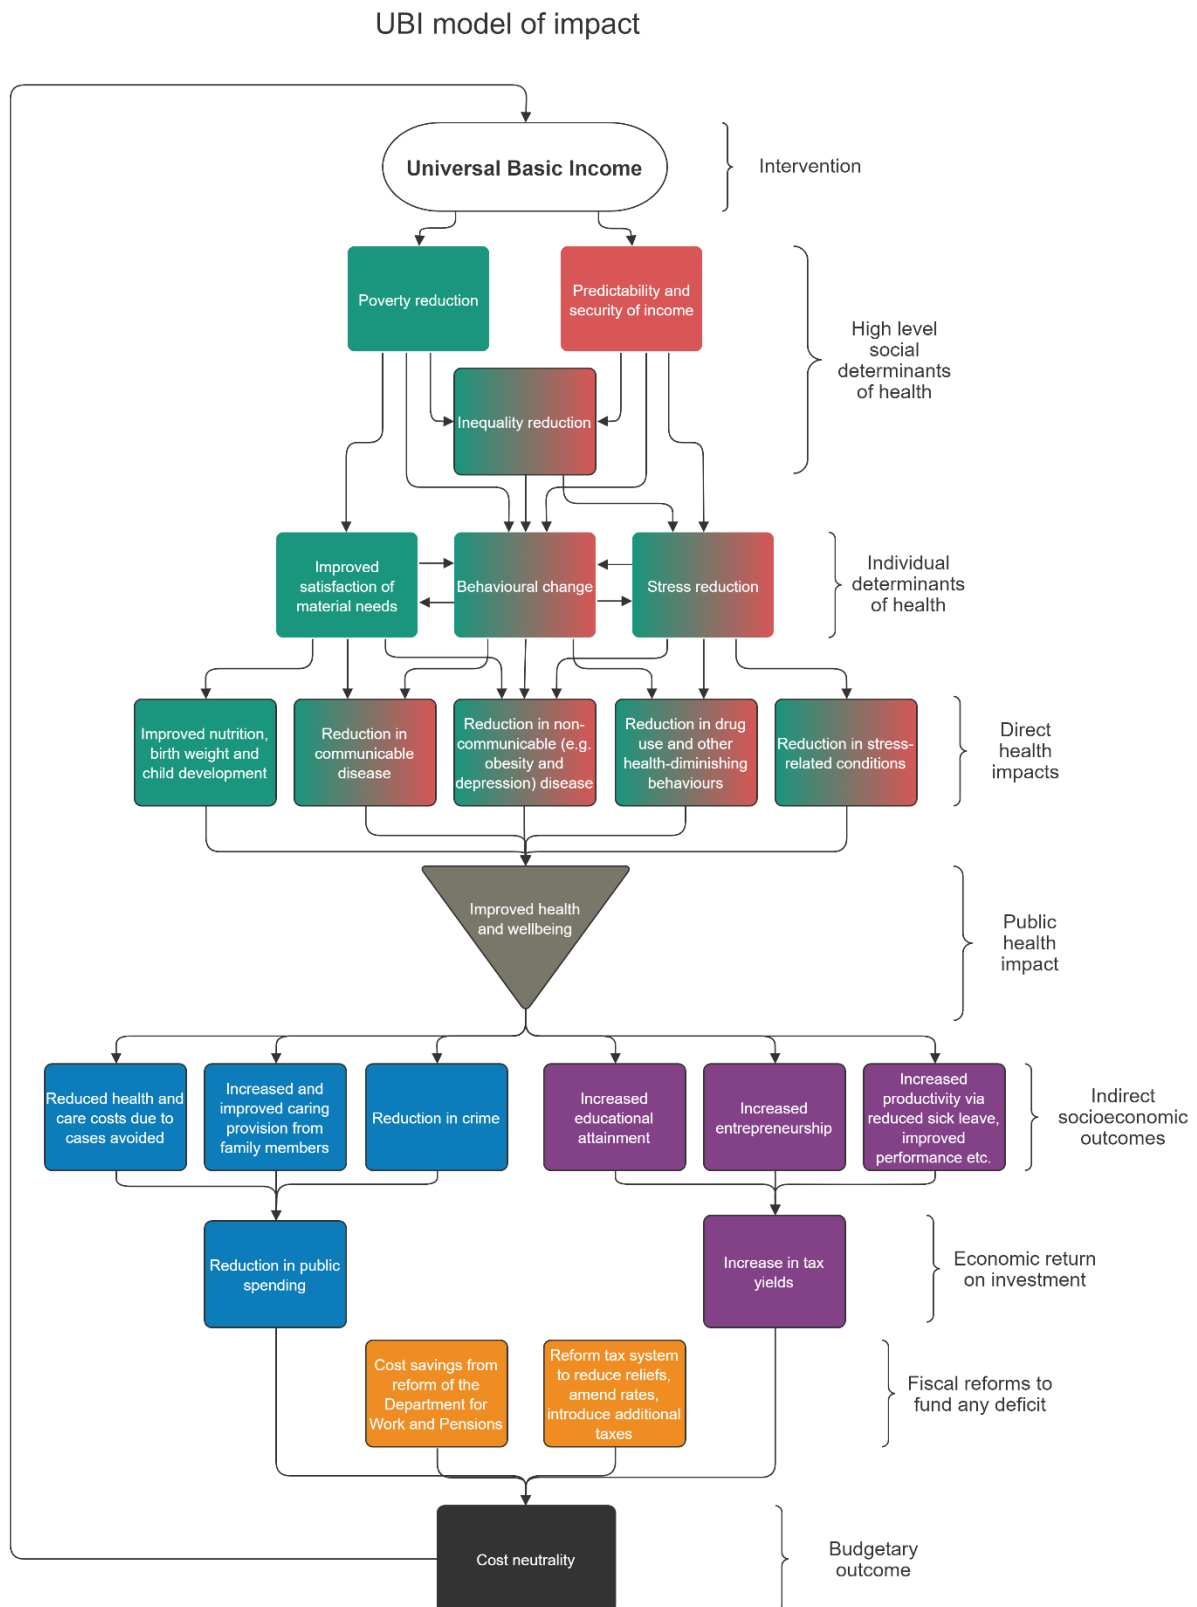 UBI model of impact
Universal Basic Income
Intervention
Poverty reduction
Predictability and
security of income
High level
social
determinants
of health
Inequality reduction
Improved
satisfaction of
material needs
Behavioural change
Stress reduction
Individual
determinants
of health
Improved nutrition,
birth weight and
child development
Reduction in
communicable
disease
Reduction in non-
communicable (e.g.
obesity and
depression) disease
Reduction in drug
use and other
health-diminishing
behaviours
Reduction in stress-
related conditions
Direct
health
impacts
Improved health
and wellbeing
Public
health
impact
Reduced health and
care costs due to
cases avoided
Increased and
improved caring
provision from
family members
Reduction in crime
Increased
educational
attainment
Increased
entrepreneurship
Increased
productivity via
reduced sick leave,
improved
performance etc.
Indirect
socioeconomic
outcomes
Reduction in public
spending
Increase in tax
yields
Economic return
on investment
Cost savings from
reform of the
Department for
Work and Pensions
Reform tax system
to reduce reliefs,
amend rates,
introduce additional
taxes
Fiscal reforms to
fund any deficit
Cost neutrality
Budgetary
outcome